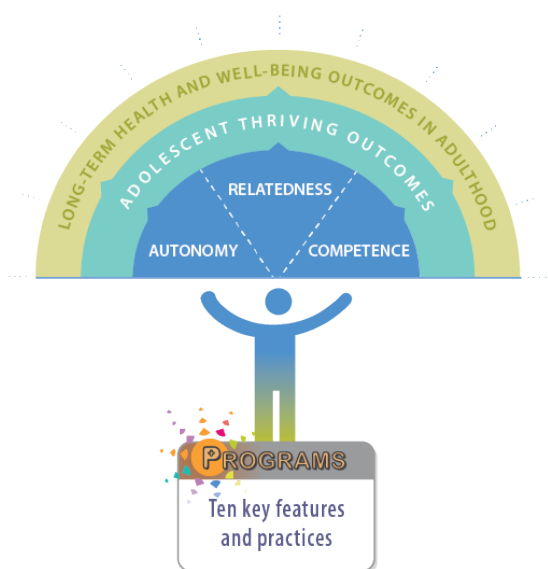 LONG-TERM HEALTH AND WELL-BEING OUTCOMES IN ADULTHOOD
ADOLESCENT THRIVING OUTCOMES
RELATEDNESS
AUTONOMY
COMPETENCE
PROGRAMS
Ten key features
and practices